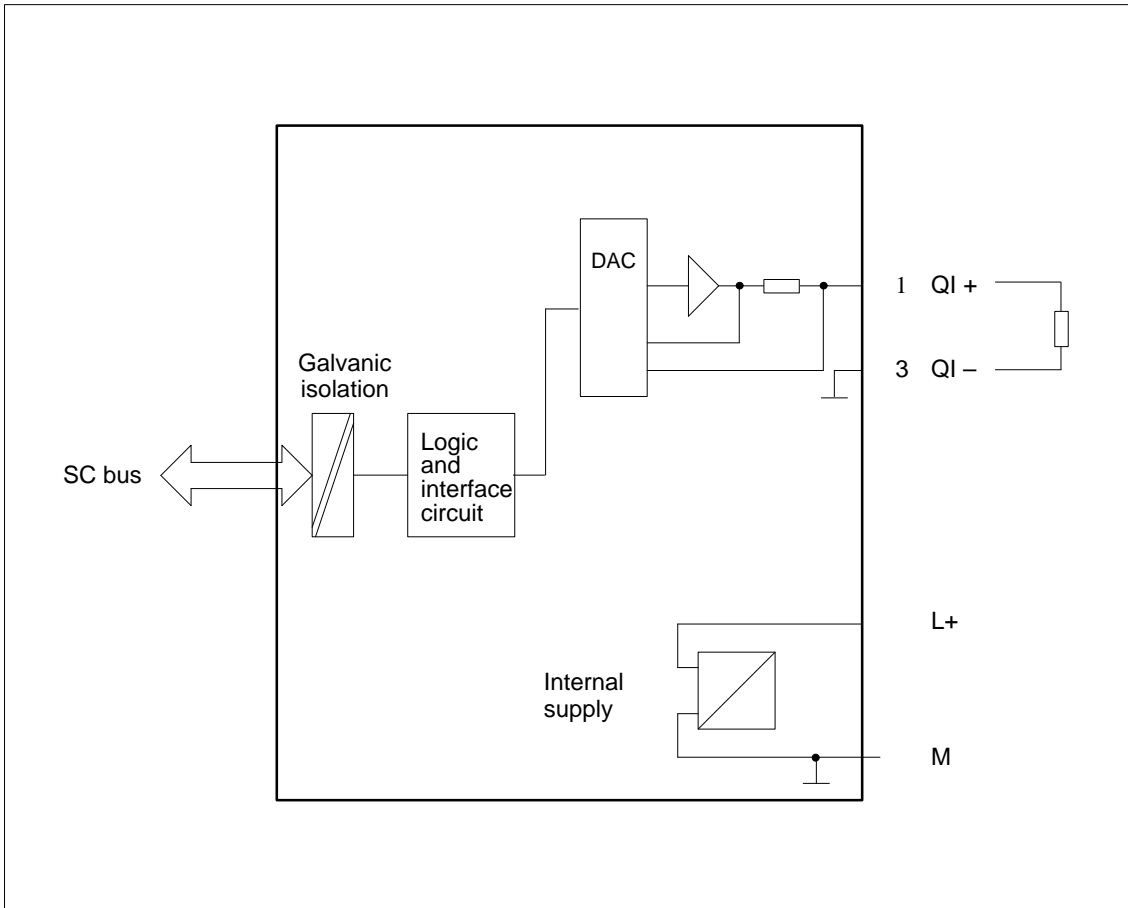 DAC
1 QI +
3 QI –
Galvanic
isolation
Logic
and
interface
circuit
SC bus
L+
Internal
supply
M